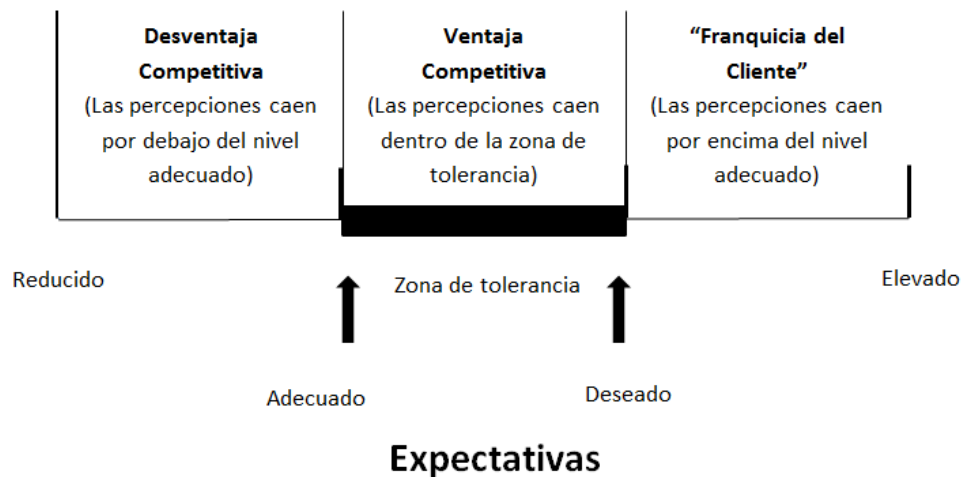 Desventaja
Competitiva
(Las percepciones caen
por debajo del nivel
adecuado)
Ventaja
Competitiva
(Las percepciones caen
dentro de la zona de
tolerancia)
“Franquicia del
Cliente”
(Las percepciones caen
por encima del nivel
adecuado)
Reducido
Zona de tolerancia
Elevado
Adecuado
Deseado
Expectativas